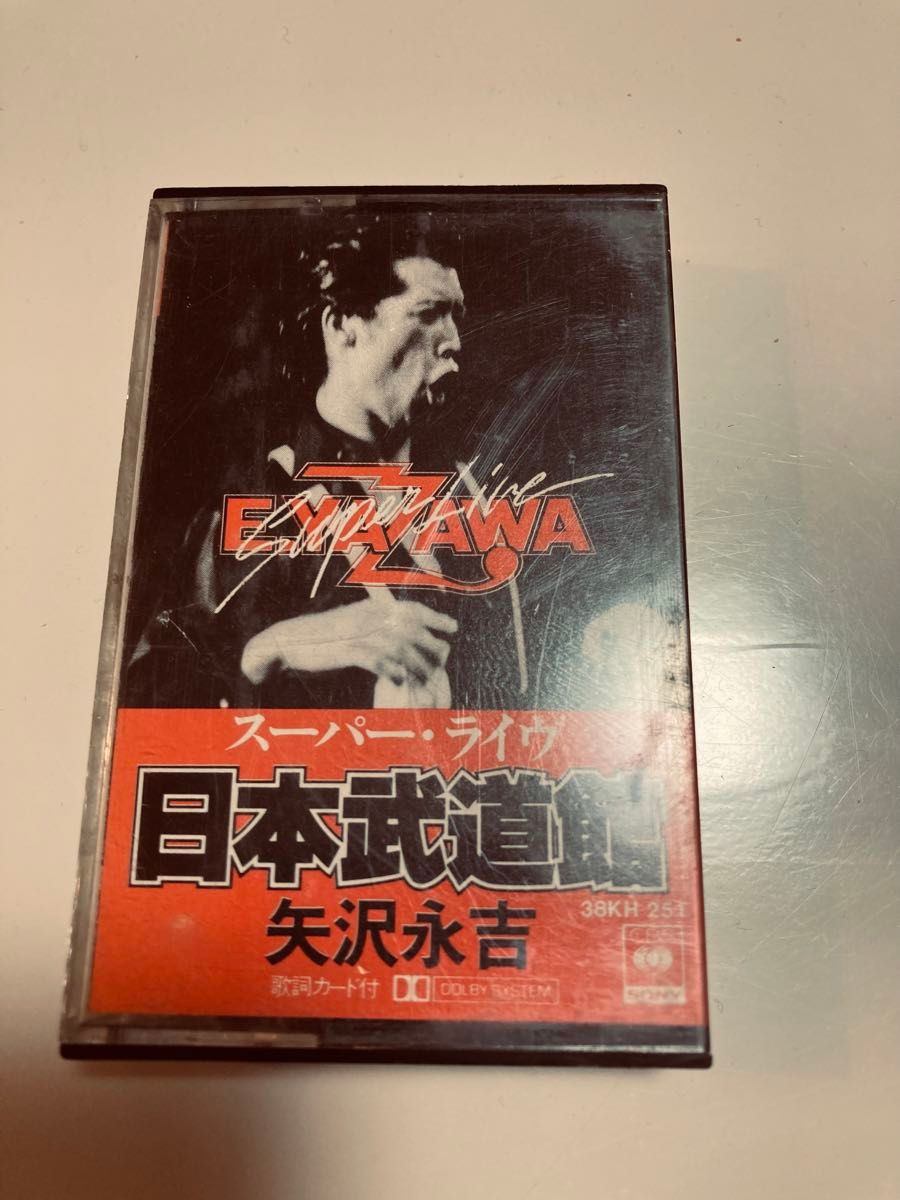 E.YAZAWA
Super Live
スーパー・ライヴ
日本武道館
38KH 251
矢沢永吉
CBS
SONY
歌詞カード付 DOLBY SYSTEM